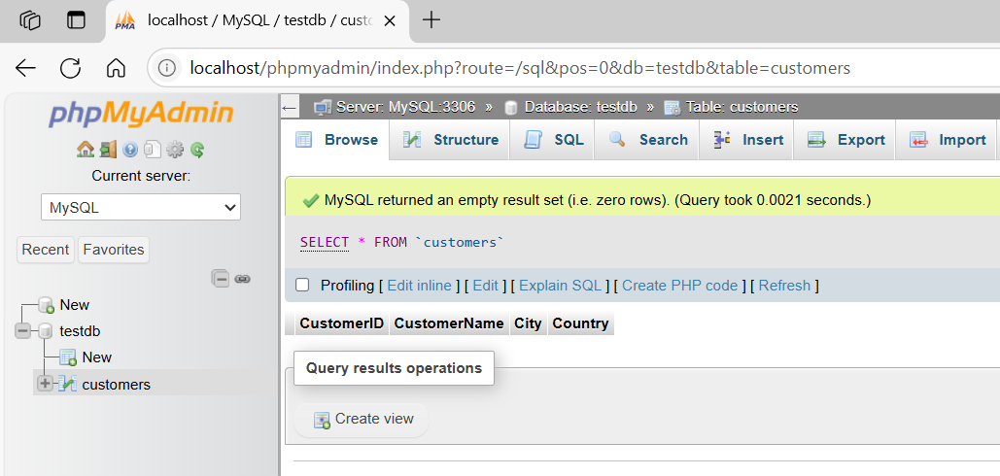 localhost / MySQL / testdb / custo
PMA
localhost/phpmyadmin/index.php?route=/sql&pos=0&db=testdb&table=customers
phpMyAdmin
Current server:
MySQL
Recent Favorites
New
testdb
New
customers
Server: MySQL:3306 » Database: testdb » Table: customers
Browse Structure SQL Search Insert Export Import
MySQL returned an empty result set (i.e. zero rows). (Query took 0.0021 seconds.)
SELECT * FROM `customers`
Profiling [ Edit inline ] [ Edit ] [ Explain SQL ] [ Create PHP code ] [ Refresh ]
CustomerID CustomerName City Country
Query results operations
Create view